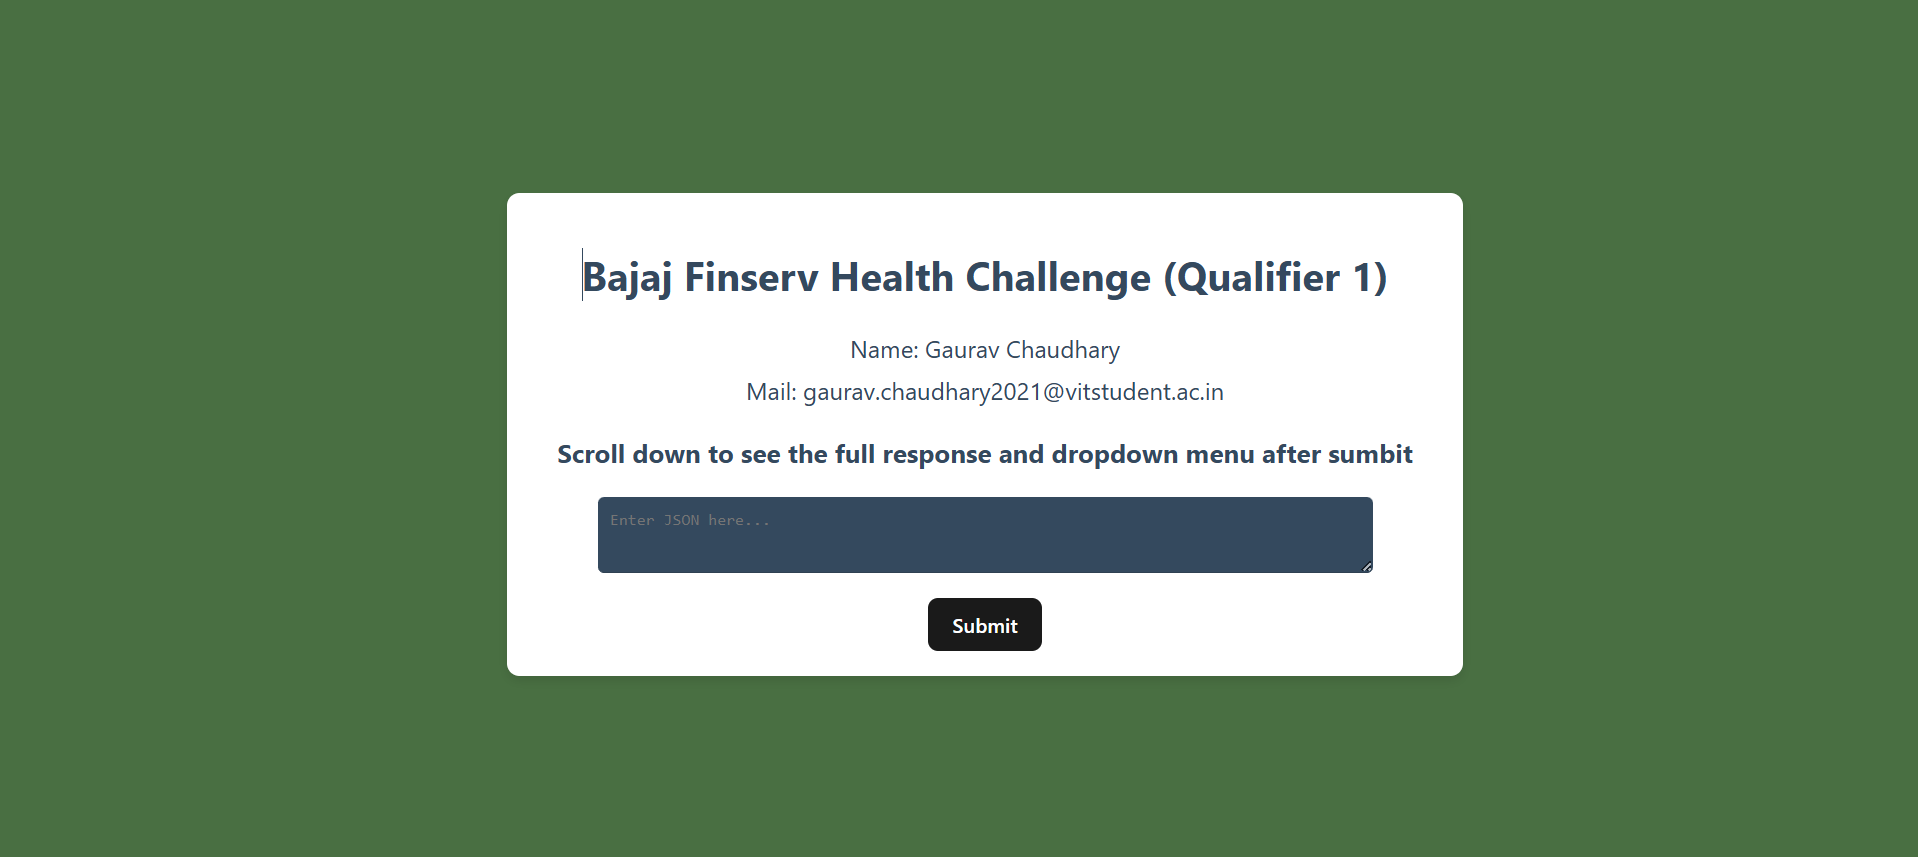 Bajaj Finserv Health Challenge (Qualifier 1)
Name: Gaurav Chaudhary
Mail: gaurav.chaudhary2021@vitstudent.ac.in
Scroll down to see the full response and dropdown menu after sumbit
Enter JSON here...
Submit